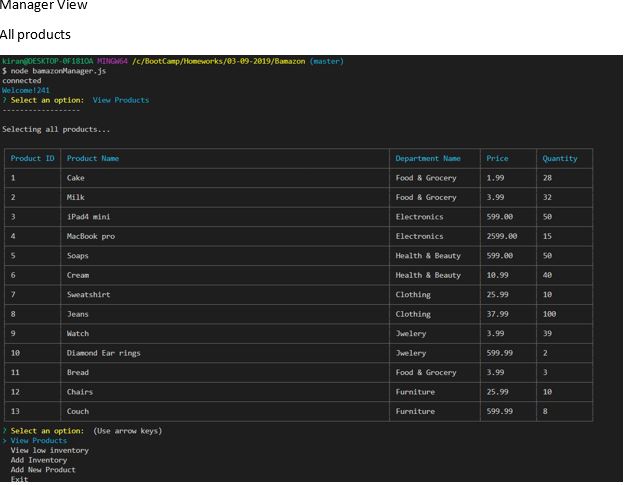 Manager View
All products
kiran@DESKTOP-0F181OA MINGW64 /c/BootCamp/Homeworks/03-09-2019/Bamazon (master)
$ node bamazonManager.js
connected
Welcome!241
? Select an option: View Products
------------------
Selecting all products...
Product ID Product Name Department Name Price Quantity
1 Cake Food & Grocery 1.99 28
2 Milk Food & Grocery 3.99 32
3 iPad4 mini Electronics 599.00 50
4 MacBook pro Electronics 2599.00 15
5 Soaps Health & Beauty 599.00 50
6 Cream Health & Beauty 10.99 40
7 Sweatshirt Clothing 25.99 10
8 Jeans Clothing 37.99 100
9 Watch Jwelery 3.99 39
10 Diamond Ear rings Jwelery 599.99 2
11 Bread Food & Grocery 3.99 3
12 Chairs Furniture 25.99 10
13 Couch Furniture 599.99 8
? Select an option: (Use arrow keys)
> View Products
View low inventory
Add Inventory
Add New Product
Exit